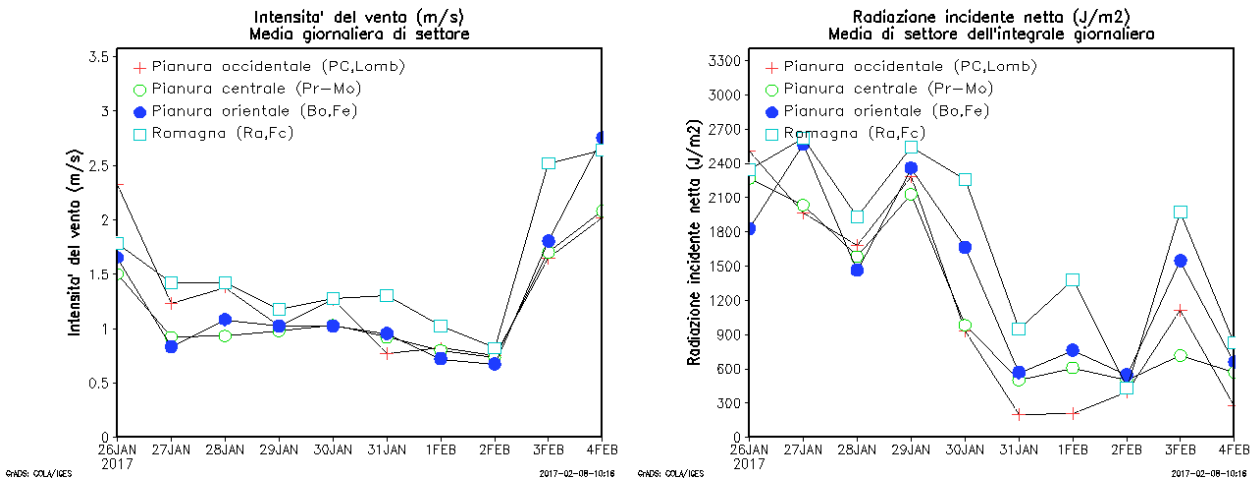 Intensita' del vento (m/s)
Media giornaliera di settore
3.5
3
2.5
2
1.5
1
0.5
0
Intensita' del vento (m/s)
Pianura occidentale (PC,Lomb)
Pianura centrale (Pr-Mo)
Pianura orientale (Bo,Fe)
Romagna (Ra,Fc)
26JAN 27JAN 28JAN 29JAN 30JAN 31JAN 1FEB 2FEB 3FEB 4FEB
2017
GrADS: COLA/IGES 2017-02-08-10:16
Radiazione incidente netta (J/m2)
Media di settore dell'integrale giornaliero
3300
3000
2700
2400
2100
1800
1500
1200
900
600
300
0
Radiazione incidente netta (J/m2)
Pianura occidentale (PC,Lomb)
Pianura centrale (Pr-Mo)
Pianura orientale (Bo,Fe)
Romagna (Ra,Fc)
26JAN 27JAN 28JAN 29JAN 30JAN 31JAN 1FEB 2FEB 3FEB 4FEB
2017
GrADS: COLA/IGES 2017-02-08-10:16